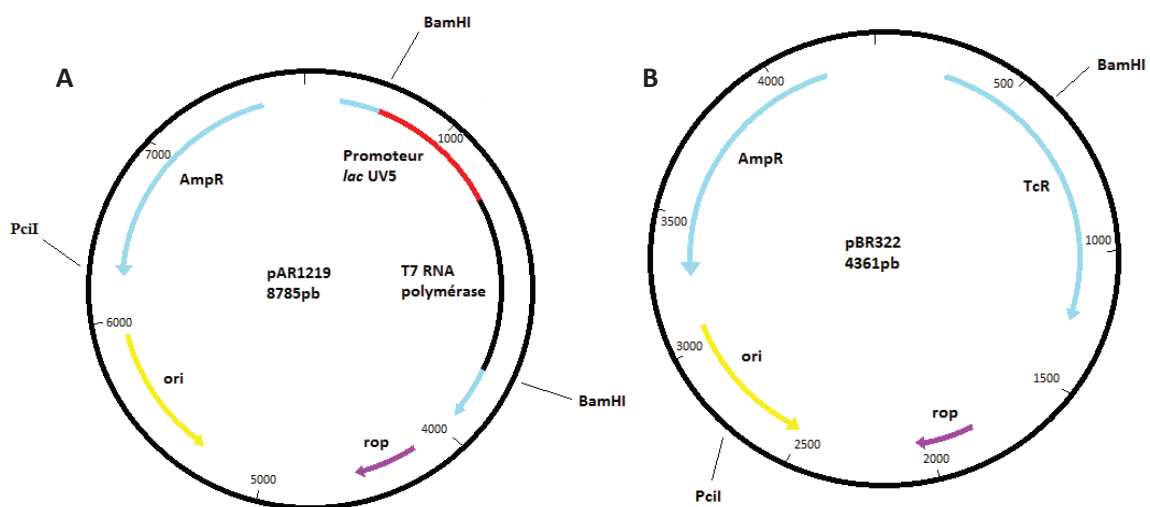 A
BamHI
1000
Promoteur
lac UV5
7000
AmpR
PciI
pAR1219
8785pb
T7 RNA
polymérase
6000
ori
BamHI
4000
rop
5000
B
4000
500
BamHI
AmpR
TcR
3500
pBR322
4361pb
1000
3000
ori
1500
rop
2500
2000
PciI